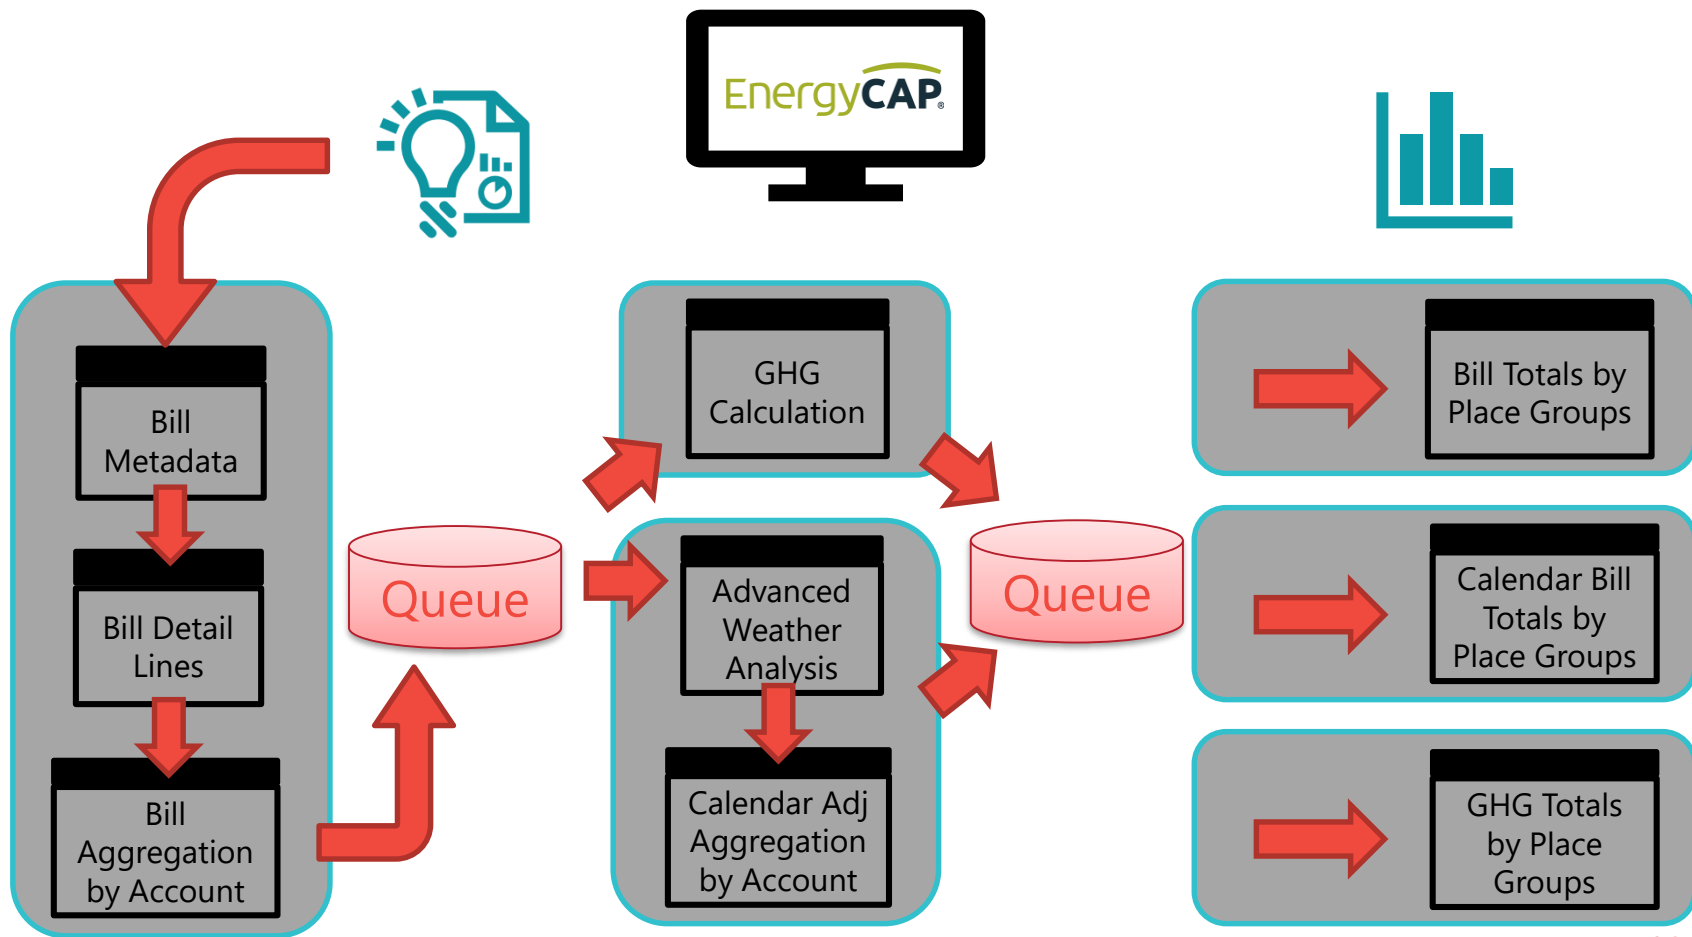 EnergyCAP®
Bill
Metadata
Bill Detail
Lines
Bill
Aggregation
by Account
Queue
GHG
Calculation
Advanced
Weather
Analysis
Calendar Adj
Aggregation
by Account
Queue
Bill Totals by
Place Groups
Calendar Bill
Totals by
Place Groups
GHG Totals
by Place
Groups